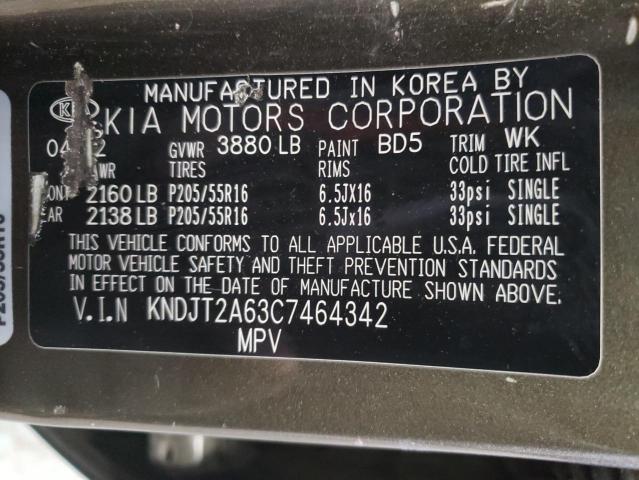 MANUFACTURED IN KOREA BY
KIA MOTORS CORPORATION
GVWR 3880 LB PAINT BD5 TRIM WK
TIRES RIMS COLD TIRE INFL
2160 LB P205/55R16 6.5JX16 33psi SINGLE
2138 LB P205/55R16 6.5Jx16 33psi SINGLE
THIS VEHICLE CONFORMS TO ALL APPLICABLE U.S.A. FEDERAL
MOTOR VEHICLE SAFETY AND THEFT PREVENTION STANDARDS
IN EFFECT ON THE DATE OF MANUFACTURE SHOWN ABOVE.
V.I.N KNDJT2A63C7464342
MPV